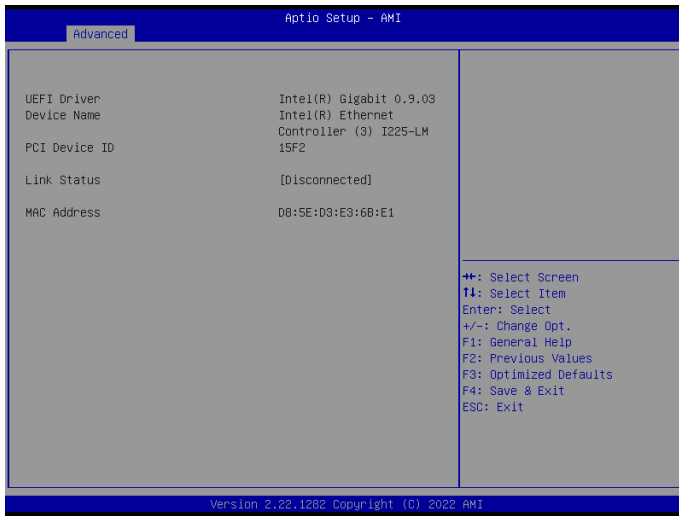 Aptio Setup – AMI
Advanced
UEFI Driver Intel(R) Gigabit 0.9.03
Device Name Intel(R) Ethernet
Controller (3) I225-LM
PCI Device ID 15F2
Link Status [Disconnected]
MAC Address D8:5E:D3:E3:6B:E1
→←: Select Screen
↑↓: Select Item
Enter: Select
+/-: Change Opt.
F1: General Help
F2: Previous Values
F3: Optimized Defaults
F4: Save & Exit
ESC: Exit
Version 2.22.1282 Copyright (C) 2022 AMI